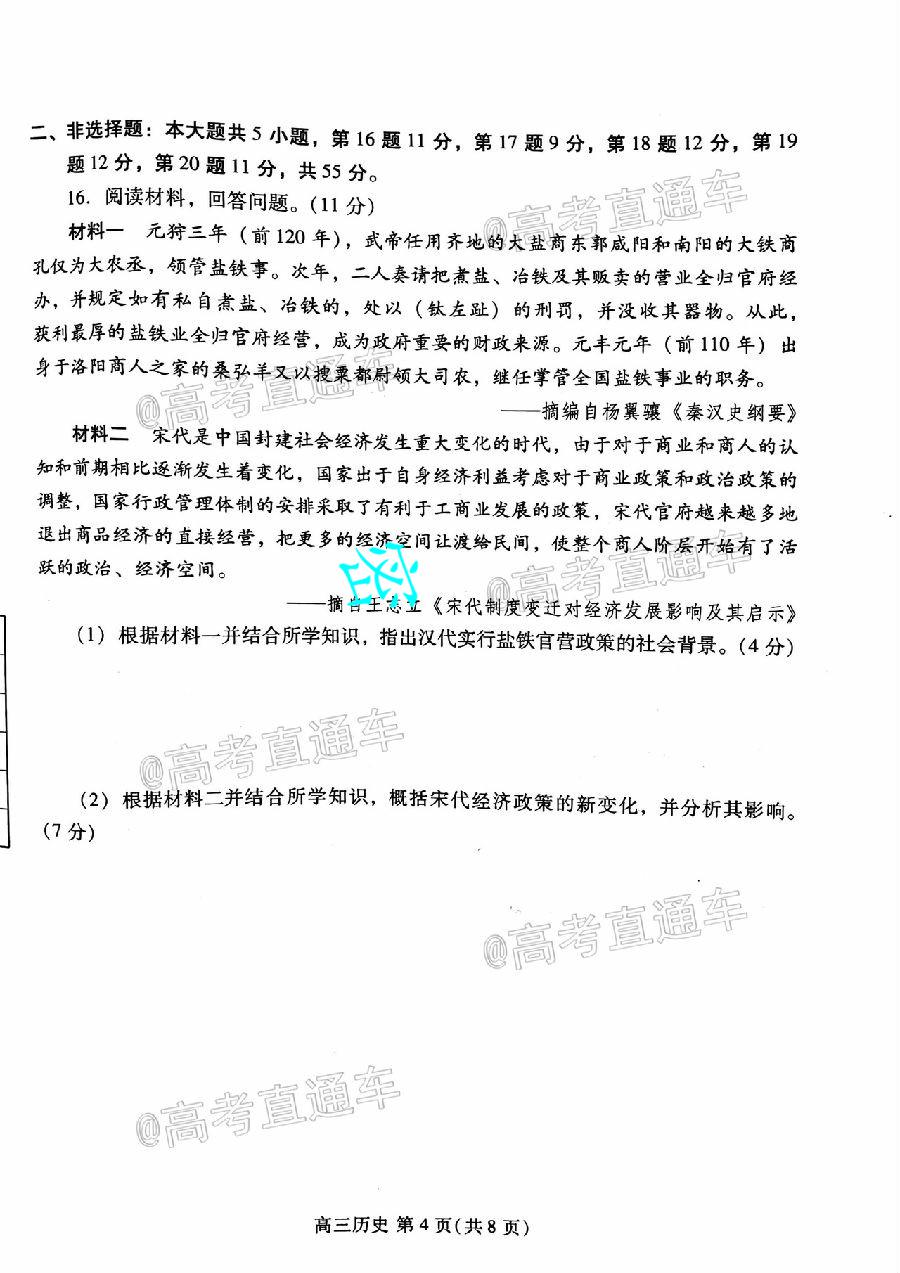 二、非选择题：本大题共 5 小题，第 16 题 11 分，第 17 题 9 分，第 18 题 12 分，第 19
题 12 分，第 20 题 11 分，共 55 分。
16. 阅读材料，回答问题。(11 分)
@高考直通车
材料一 元狩三年（前 120 年），武帝任用齐地的大盐商东郭咸阳和南阳的大铁商
孔仅为大农丞，领管盐铁事。次年，二人奏请把煮盐、冶铁及其贩卖的营业全归官府经
办，并规定如有私自煮盐、冶铁的，处以（钛左趾）的刑罚，并没收其器物。从此，
获利最厚的盐铁业全归官府经营，成为政府重要的财政来源。元丰元年（前 110 年）出
身于洛阳商人之家的桑弘羊又以搜粟都尉领大司农，继任掌管全国盐铁事业的职务。
@高考直通车
——摘编自杨翼骧《秦汉史纲要》
材料二 宋代是中国封建社会经济发生重大变化的时代，由于对于商业和商人的认
知和前期相比逐渐发生着变化，国家出于自身经济利益考虑对于商业政策和政治政策的
调整，国家行政管理体制的安排采取了有利于工商业发展的政策，宋代官府越来越多地
退出商品经济的直接经营，把更多的经济空间让渡给民间，使整个商人阶层开始有了活
跃的政治、经济空间。
密
@高考直通车
——摘自王志立《宋代制度变迁对经济发展影响及其启示》
(1) 根据材料一并结合所学知识，指出汉代实行盐铁官营政策的社会背景。(4 分)
@高考直通车
(2) 根据材料二并结合所学知识，概括宋代经济政策的新变化，并分析其影响。
(7 分)
@高考直通车
@高考直通车
高三历史 第 4 页(共 8 页)